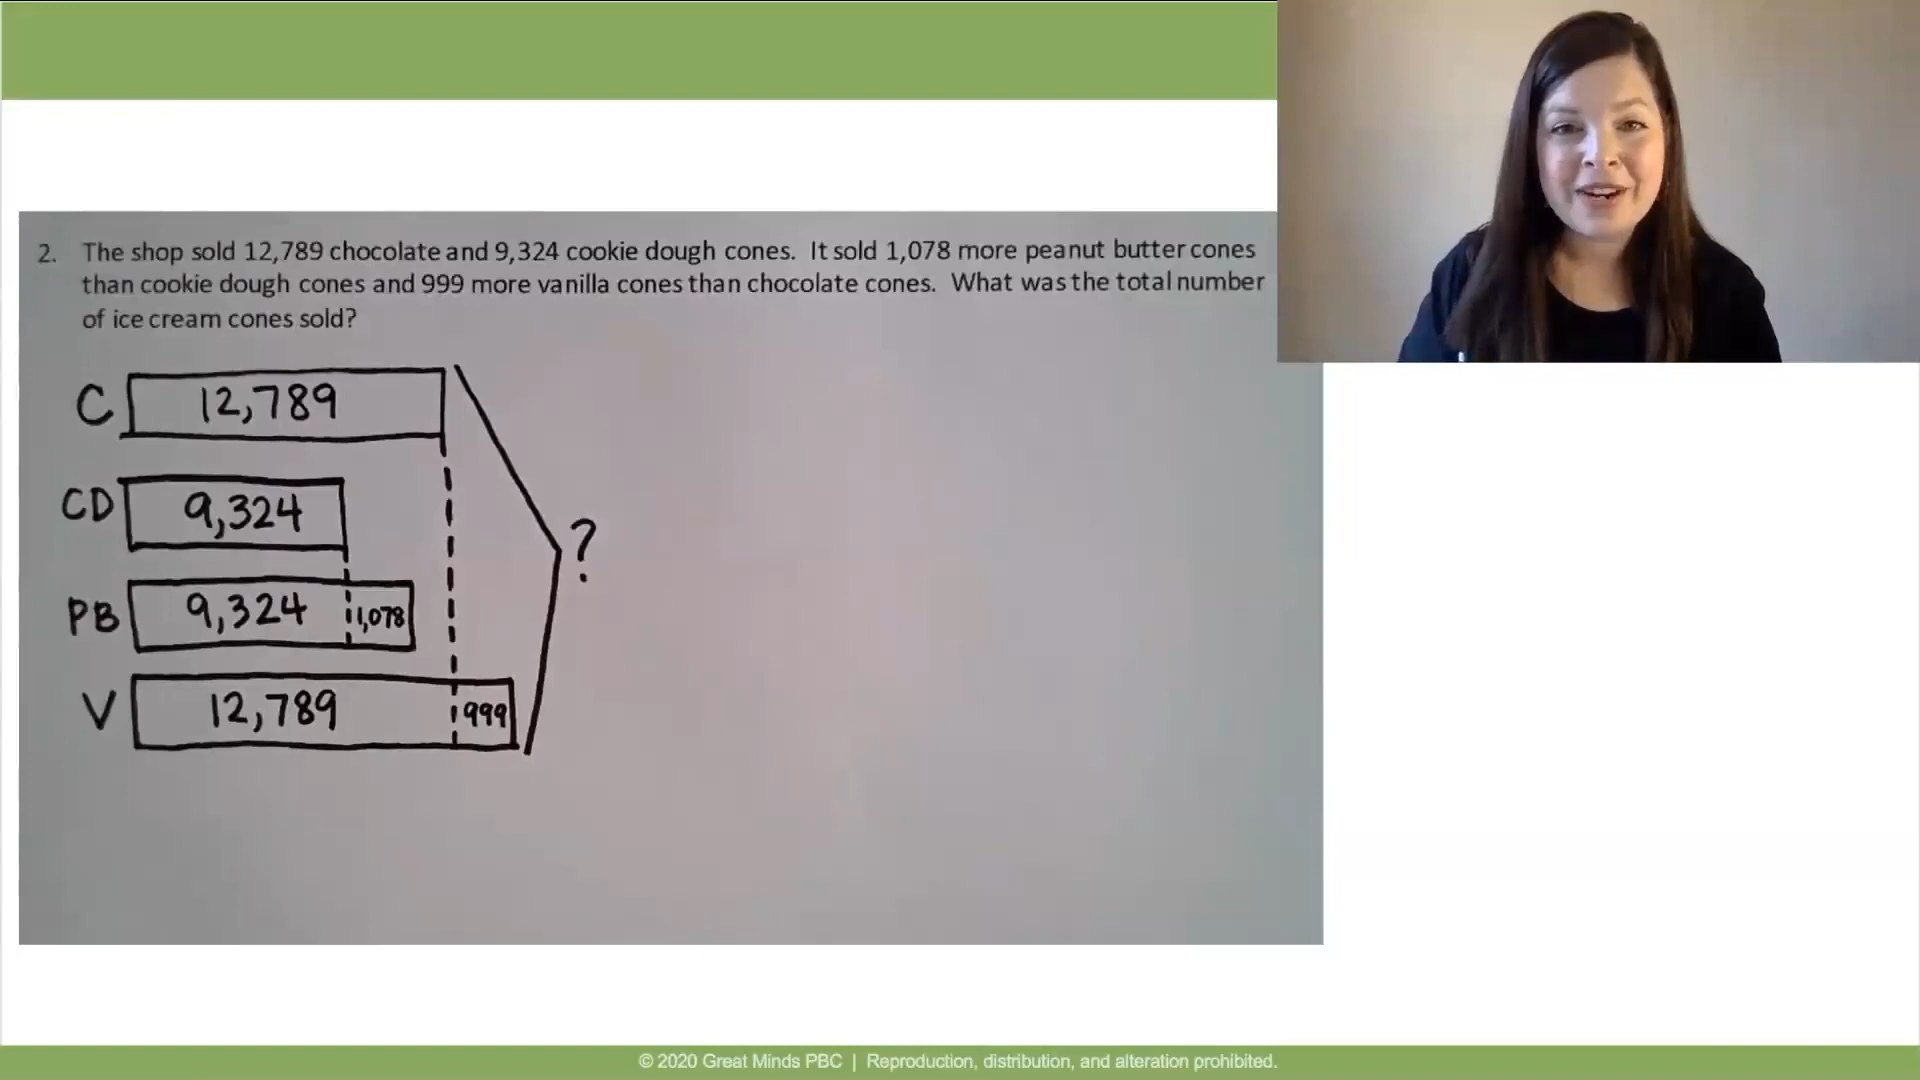 2. The shop sold 12,789 chocolate and 9,324 cookie dough cones. It sold 1,078 more peanut butter cones
than cookie dough cones and 999 more vanilla cones than chocolate cones. What was the total number
of ice cream cones sold?
C 12,789
CD 9,324
?
PB 9,324 1,078
V 12,789 999
© 2020 Great Minds PBC | Reproduction, distribution, and alteration prohibited.